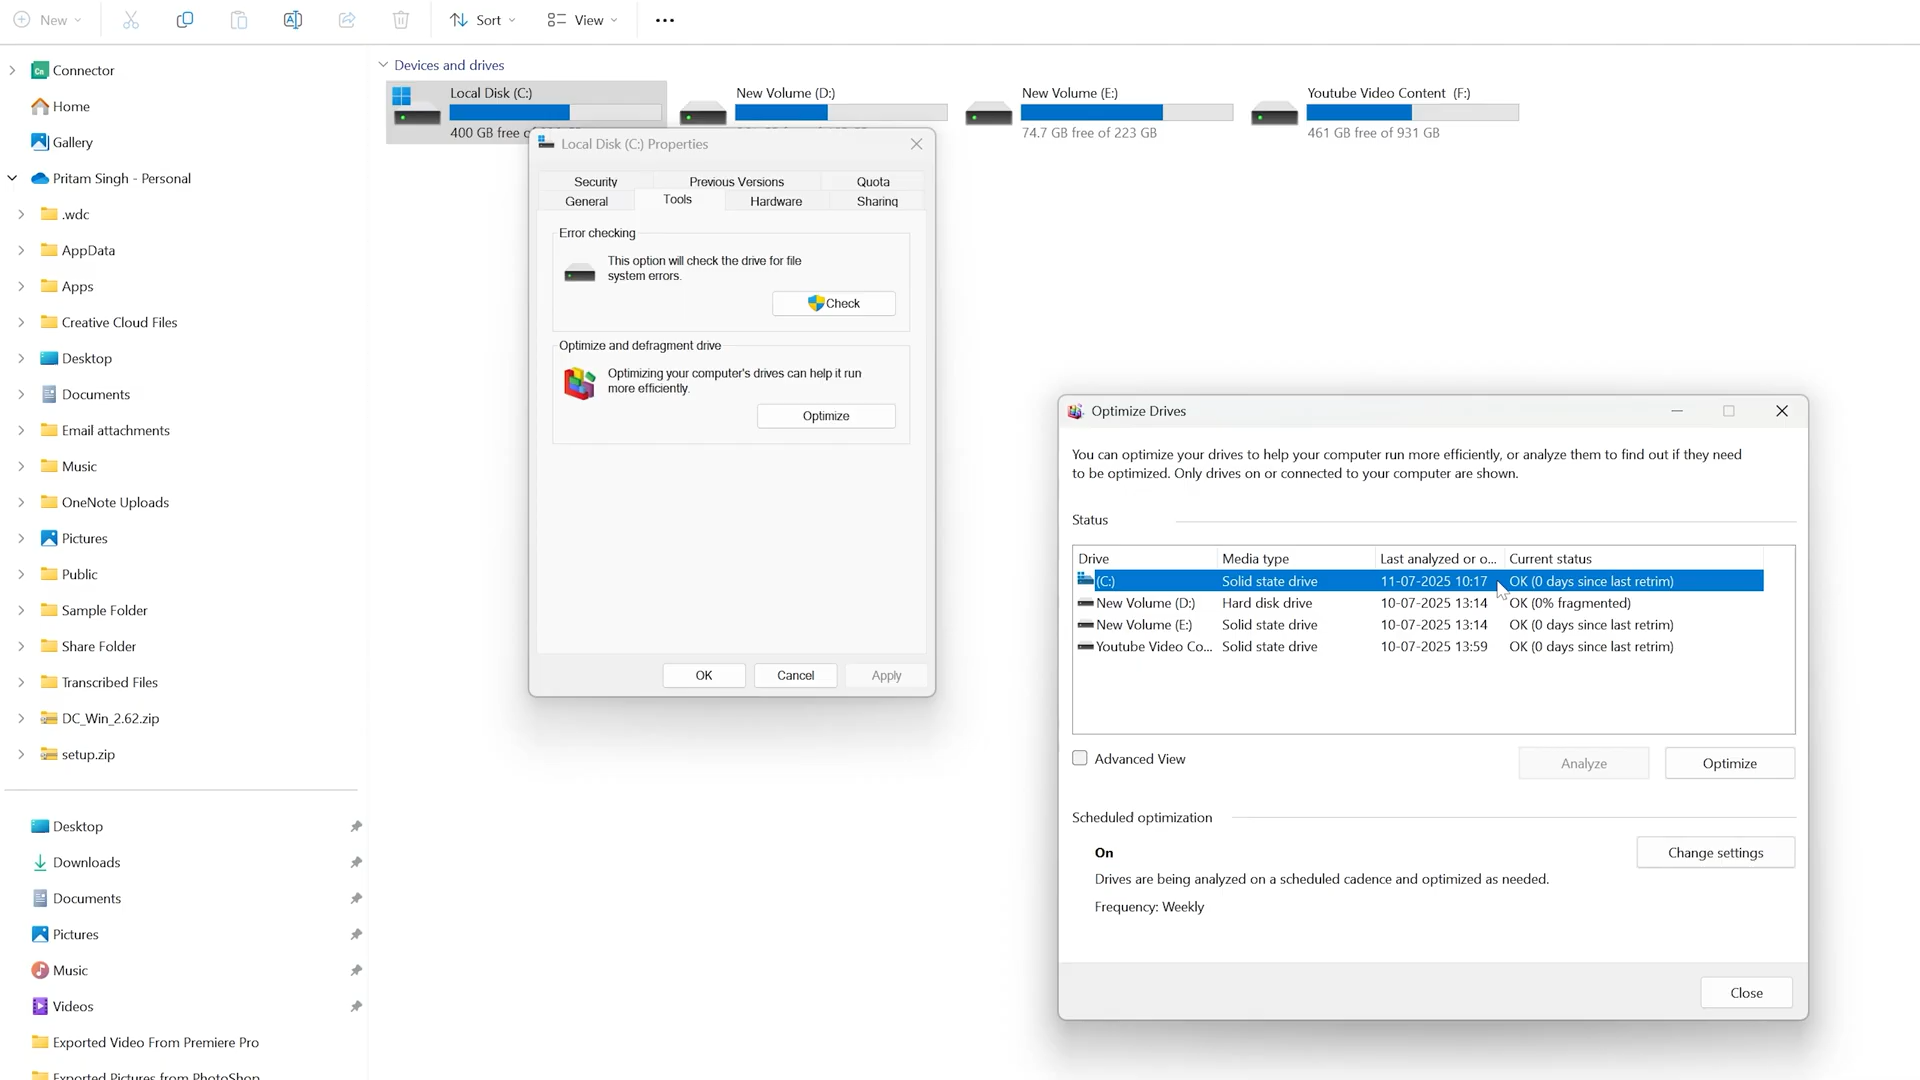 New
Sort
View
Connector
Home
Gallery
Pritam Singh - Personal
.wdc
AppData
Apps
Creative Cloud Files
Desktop
Documents
Email attachments
Music
OneNote Uploads
Pictures
Public
Sample Folder
Share Folder
Transcribed Files
DC_Win_2.62.zip
setup.zip
Desktop
Downloads
Documents
Pictures
Music
Videos
Exported Video From Premiere Pro
Exported Pictures from PhotoShop
Devices and drives
Local Disk (C:)
400 GB free
New Volume (D:)
New Volume (E:)
74.7 GB free of 223 GB
Youtube Video Content (F:)
461 GB free of 931 GB
Local Disk (C:) Properties
Security Previous Versions Quota
General Tools Hardware Sharing
Error checking
This option will check the drive for file
system errors.
Check
Optimize and defragment drive
Optimizing your computer's drives can help it run
more efficiently.
Optimize
OK Cancel Apply
Optimize Drives
You can optimize your drives to help your computer run more efficiently, or analyze them to find out if they need
to be optimized. Only drives on or connected to your computer are shown.
Status
Drive Media type Last analyzed or o... Current status
(C:) Solid state drive 11-07-2025 10:17 OK (0 days since last retrim)
New Volume (D:) Hard disk drive 10-07-2025 13:14 OK (0% fragmented)
New Volume (E:) Solid state drive 10-07-2025 13:14 OK (0 days since last retrim)
Youtube Video Co... Solid state drive 10-07-2025 13:59 OK (0 days since last retrim)
Advanced View
Analyze
Optimize
Scheduled optimization
On
Change settings
Drives are being analyzed on a scheduled cadence and optimized as needed.
Frequency: Weekly
Close